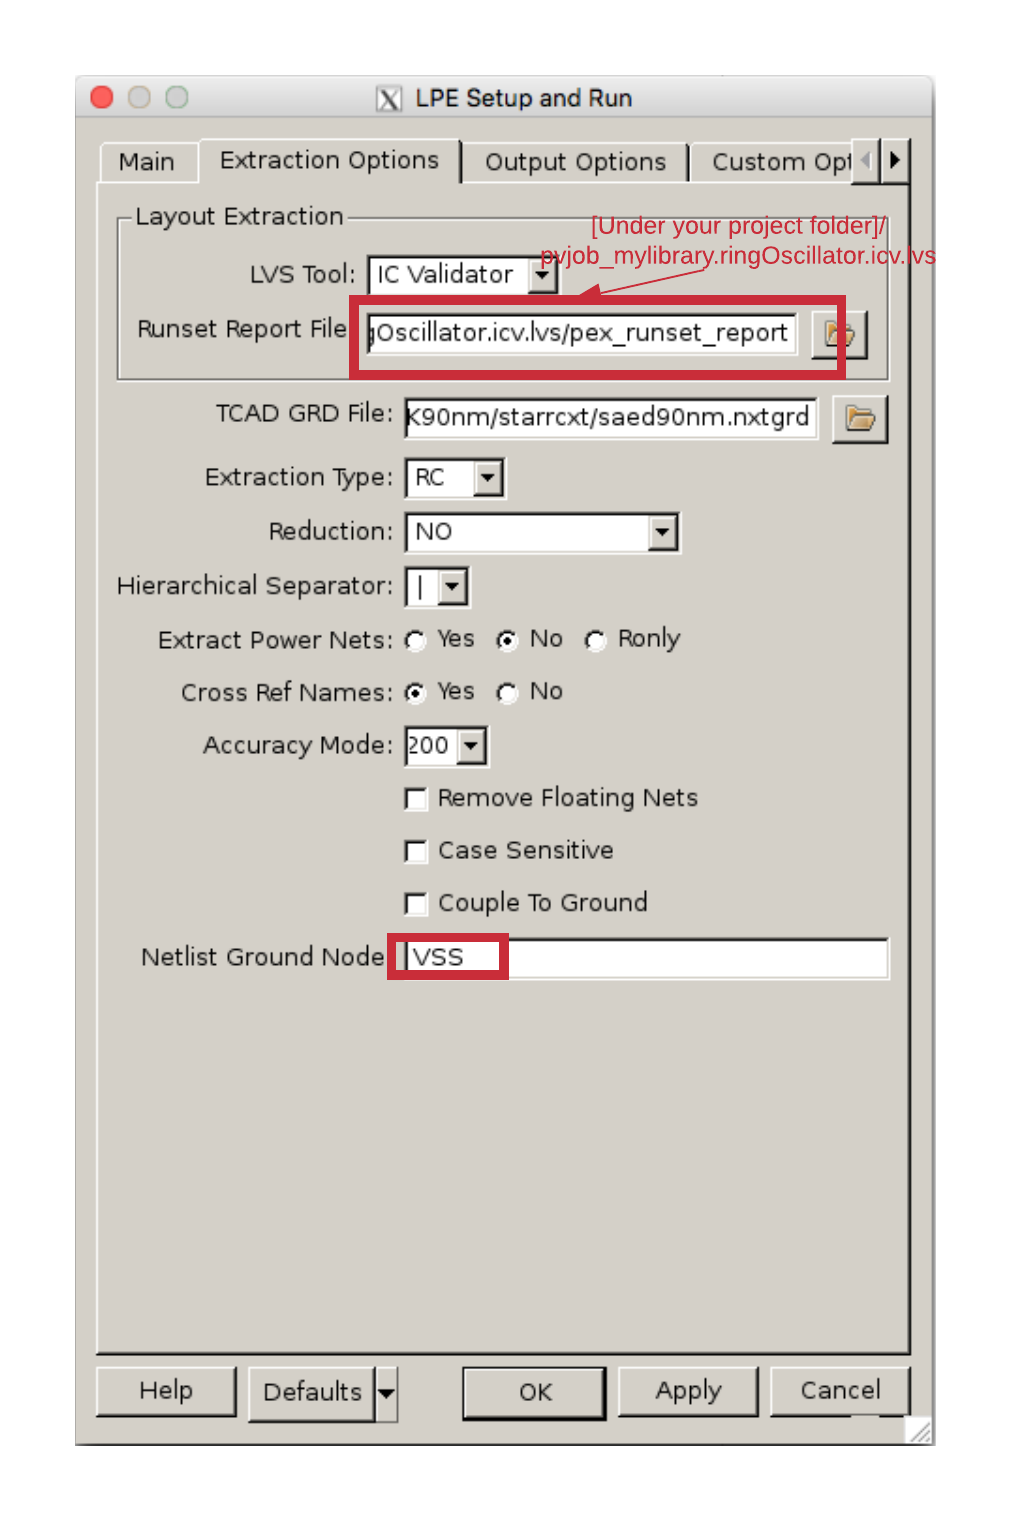 LPE Setup and Run
Main Extraction Options Output Options Custom Opt
Layout Extraction
[Under your project folder]/
pvjob_mylibrary.ringOscillator.icv.lvs
LVS Tool: IC Validator
Runset Report File gOscillator.icv.lvs/pex_runset_report
TCAD GRD File: K90nm/starrcxt/saed90nm.nxtgrd
Extraction Type: RC
Reduction: NO
Hierarchical Separator: |
Extract Power Nets: Yes No Ronly
Cross Ref Names: Yes No
Accuracy Mode: 200
Remove Floating Nets
Case Sensitive
Couple To Ground
Netlist Ground Node VSS
Help Defaults OK Apply Cancel